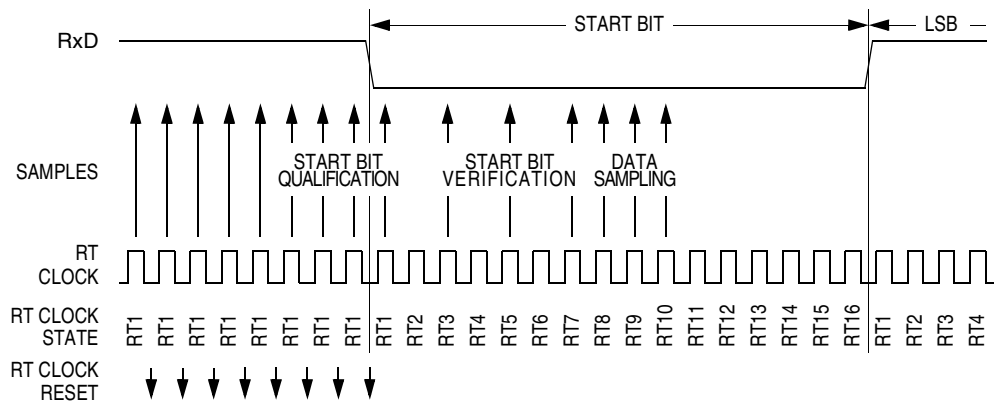 START BIT LSB
RxD
SAMPLES
START BIT QUALIFICATION
START BIT VERIFICATION
DATA SAMPLING
RT CLOCK
RT CLOCK STATE
RT1 RT1 RT1 RT1 RT1 RT1 RT1 RT1 RT1 RT2 RT3 RT4 RT5 RT6 RT7 RT8 RT9 RT10 RT11 RT12 RT13 RT14 RT15 RT16 RT1 RT2 RT3 RT4
RT CLOCK RESET